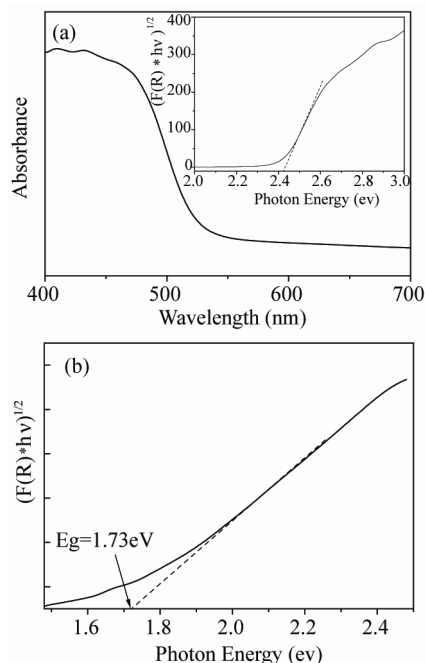 (a)
Absorbance
(F(R) * hν)^1/2
400
300
200
100
0
2.0 2.2 2.4 2.6 2.8 3.0
Photon Energy (ev)
400 500 600 700
Wavelength (nm)
(b)
(F(R)*hν)^1/2
Eg=1.73eV
1.6 1.8 2.0 2.2 2.4
Photon Energy (ev)